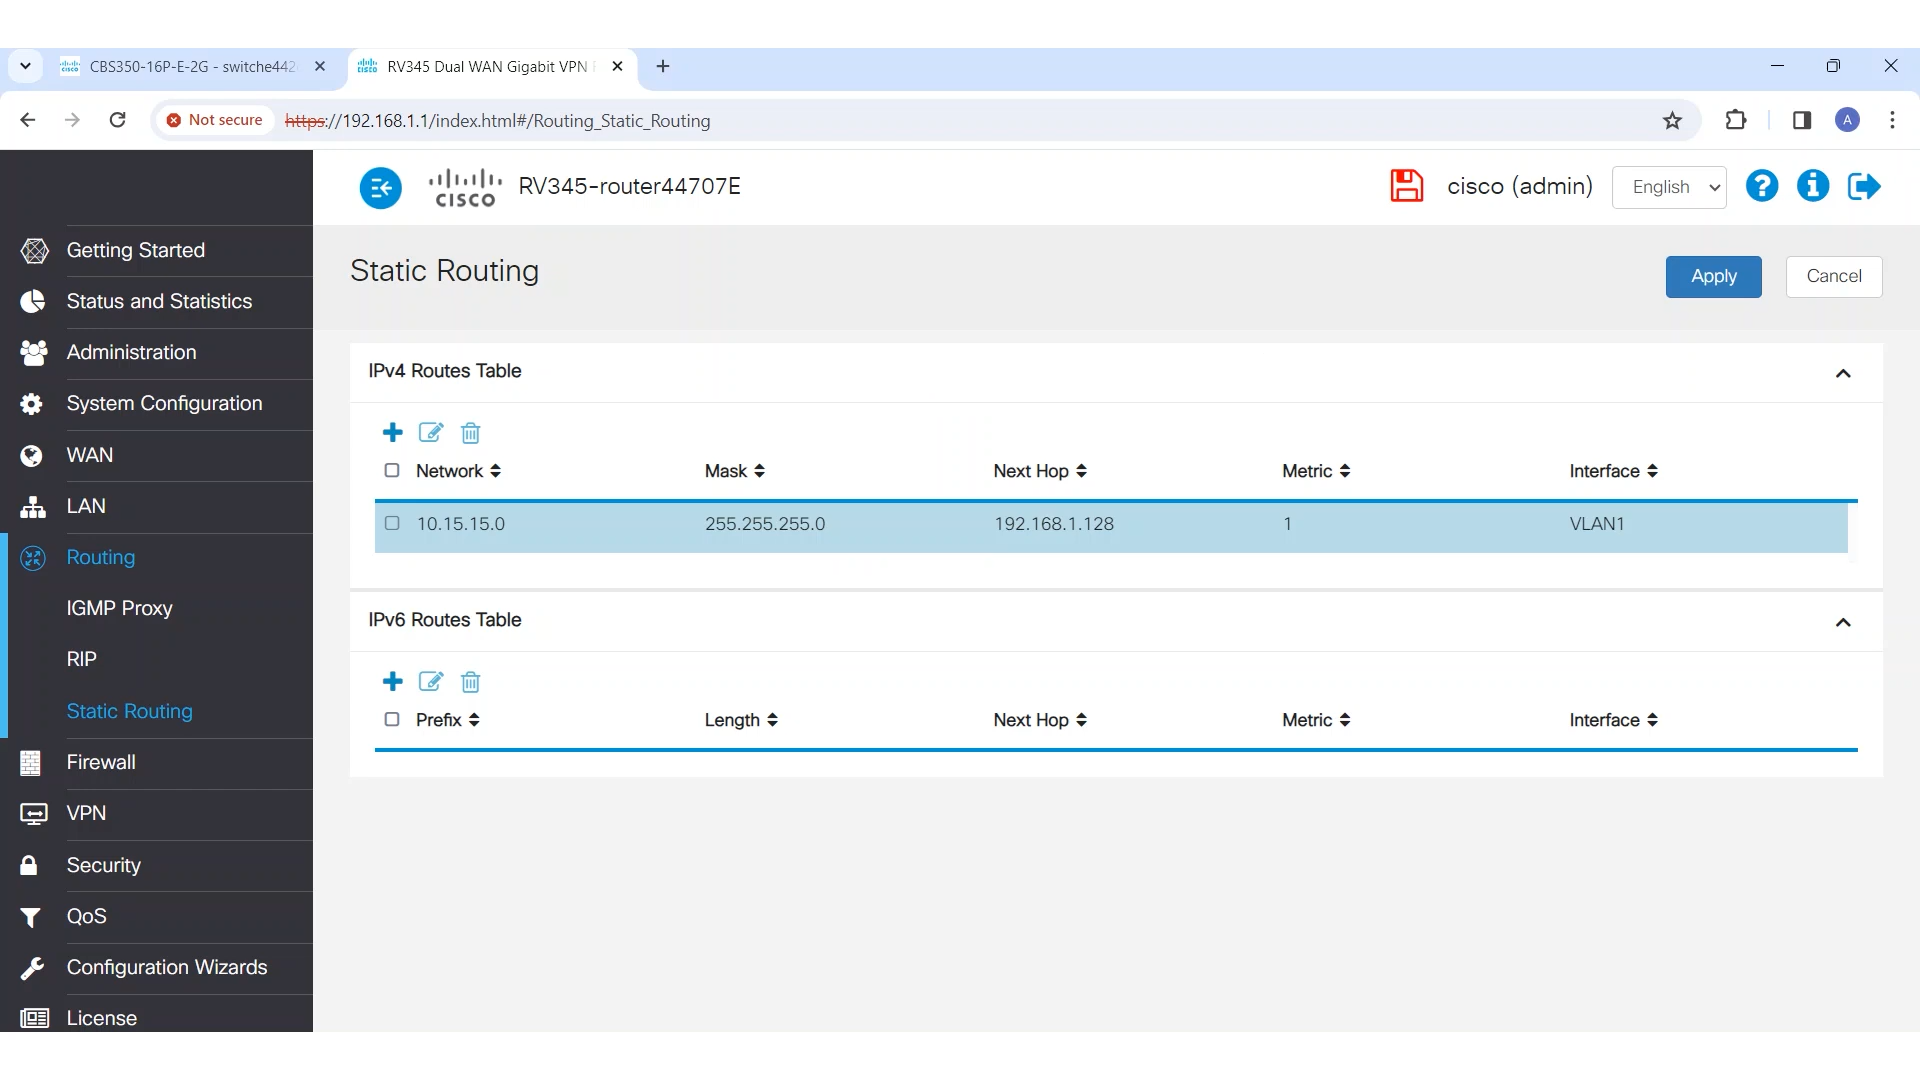 CBS350-16P-E-2G - switche442
RV345 Dual WAN Gigabit VPN
Not secure
https://192.168.1.1/index.html#/Routing_Static_Routing
A
CISCO
RV345-router44707E
cisco (admin)
English
Static Routing
Apply
Cancel
Getting Started
Status and Statistics
Administration
System Configuration
WAN
LAN
Routing
IGMP Proxy
RIP
Static Routing
Firewall
VPN
Security
QoS
Configuration Wizards
License
IPv4 Routes Table
Network Mask Next Hop Metric Interface
10.15.15.0 255.255.255.0 192.168.1.128 1 VLAN1
IPv6 Routes Table
Prefix Length Next Hop Metric Interface